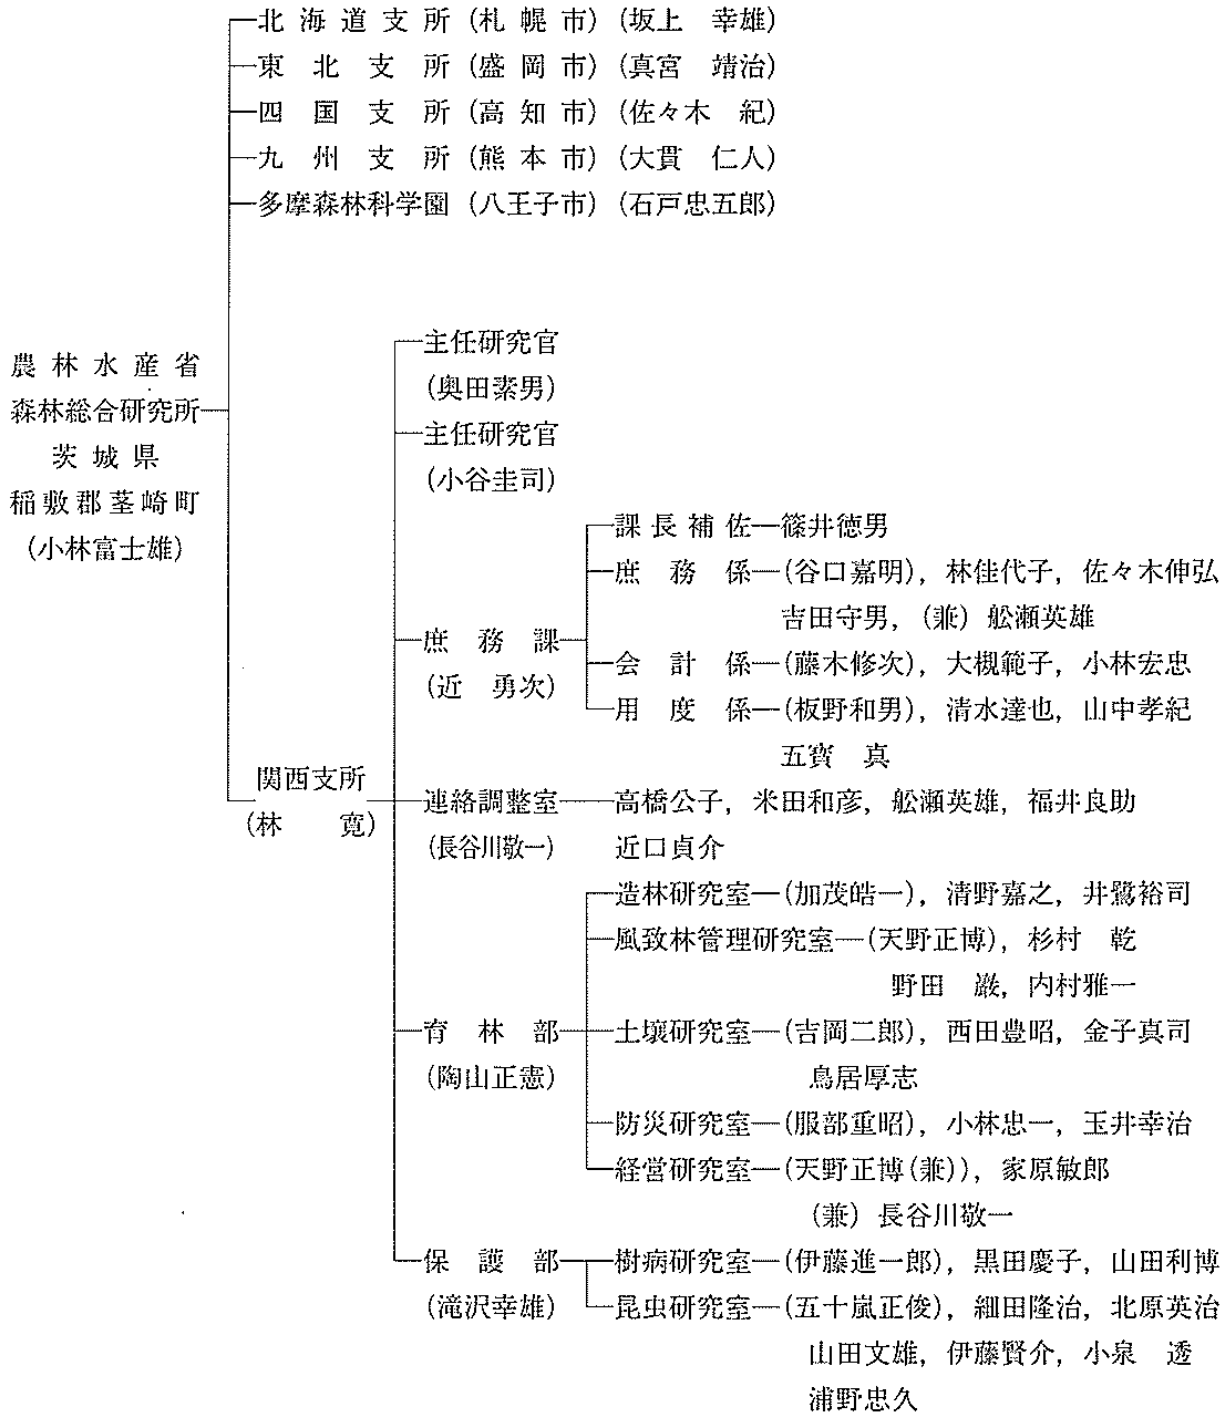 北海道支所（札幌市）（坂上　幸雄）
東北支所（盛岡市）（真宮　靖治）
四国支所（高知市）（佐々木　紀）
九州支所（熊本市）（大貫　仁人）
多摩森林科学園（八王子市）（石戸忠五郎）
農林水産省
森林総合研究所
茨城県
稲敷郡茎崎町
（小林富士雄）
関西支所
（林　寛）
主任研究官
（奥田素男）
主任研究官
（小谷圭司）
庶務課
（近　勇次）
課長補佐―篠井徳男
庶務係―（谷口嘉明），林佳代子，佐々木伸弘
吉田守男，（兼）舩瀬英雄
会計係―（藤木修次），大槻範子，小林宏忠
用度係―（板野和男），清水達也，山中孝紀
五寳　真
連絡調整室―高橋公子，米田和彦，舩瀬英雄，福井良助
（長谷川敬一）　近口貞介
育林部
（陶山正憲）
造林研究室―（加茂皓一），清野嘉之，井鷺裕司
風致林管理研究室―（天野正博），杉村　乾
野田　巌，内村雅一
土壌研究室―（吉岡二郎），西田豊昭，金子真司
鳥居厚志
防災研究室―（服部重昭），小林忠一，玉井幸治
経営研究室―（天野正博（兼）），家原敏郎
（兼）長谷川敬一
保護部
（滝沢幸雄）
樹病研究室―（伊藤進一郎），黒田慶子，山田利博
昆虫研究室―（五十嵐正俊），細田隆治，北原英治
山田文雄，伊藤賢介，小泉　透
浦野忠久